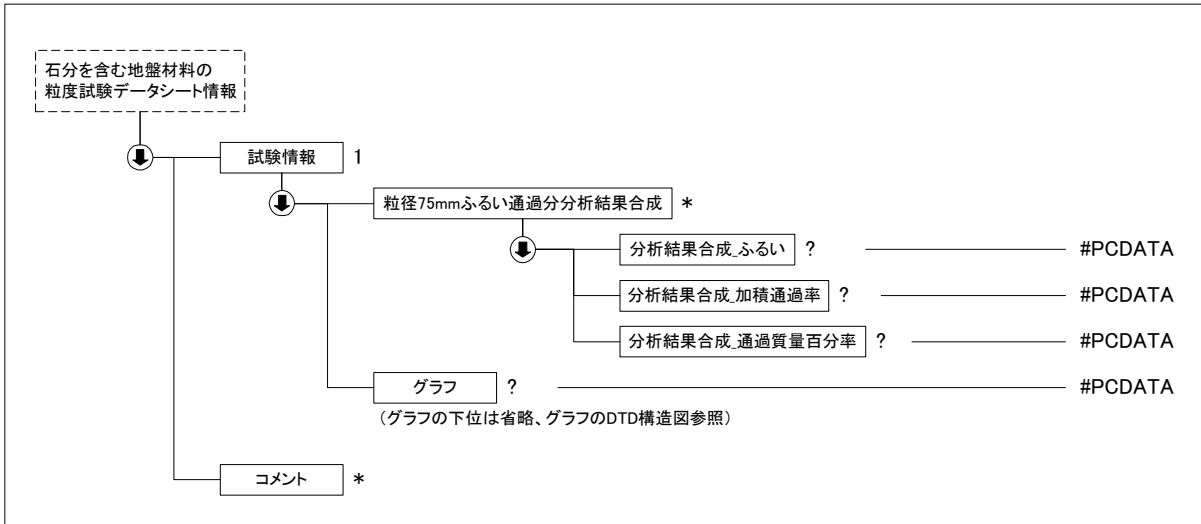 石分を含む地盤材料の
粒度試験データシート情報
試験情報 1
粒径75mmふるい通過分分析結果合成 *
分析結果合成_ふるい ? #PCDATA
分析結果合成_加積通過率 ? #PCDATA
分析結果合成_通過質量百分率 ? #PCDATA
グラフ ? #PCDATA
(グラフの下位は省略、グラフのDTD構造図参照)
コメント *